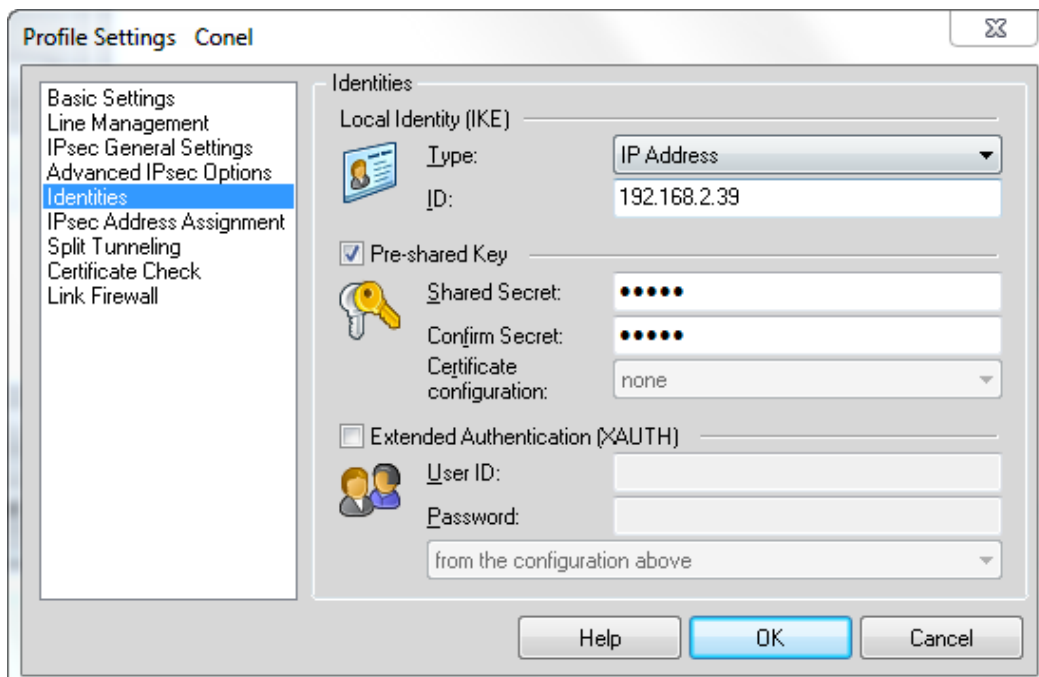 Profile Settings Conel
Basic Settings
Line Management
IPsec General Settings
Advanced IPsec Options
Identities
IPsec Address Assignment
Split Tunneling
Certificate Check
Link Firewall
Identities
Local Identity (IKE)
Type: IP Address
ID: 192.168.2.39
Pre-shared Key
Shared Secret: •••••
Confirm Secret: •••••
Certificate
configuration: none
Extended Authentication (XAUTH)
User ID:
Password:
from the configuration above
Help OK Cancel